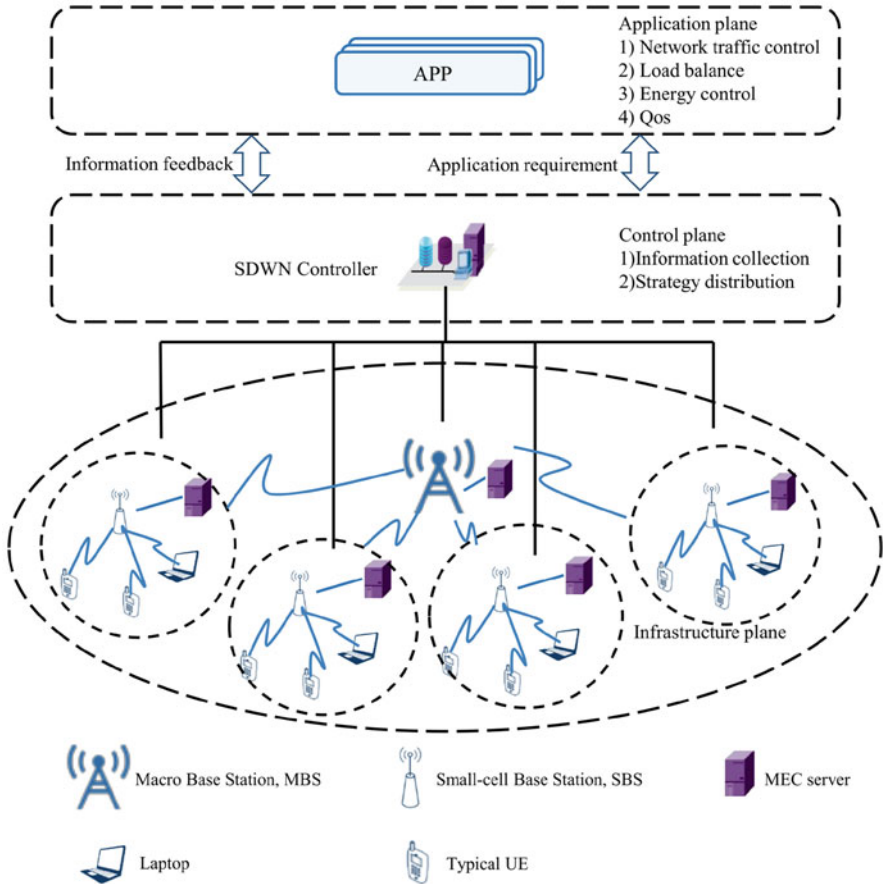 APP
Application plane
1) Network traffic control
2) Load balance
3) Energy control
4) Qos
Information feedback
Application requirement
SDWN Controller
Control plane
1)Information collection
2)Strategy distribution
Infrastructure plane
Macro Base Station, MBS
Small-cell Base Station, SBS
MEC server
Laptop
Typical UE